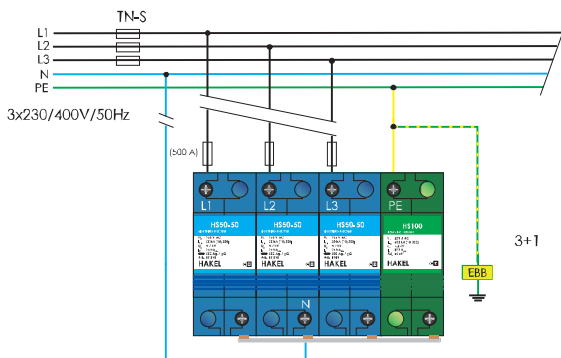 TN-S
L1
L2
L3
N
PE
3x230/400V/50Hz
(500 A)
L1 L2 L3 PE
HS50-50 HS50-50 HS50-50 HS100
HAKEL HAKEL HAKEL HAKEL
3+1
EBB
N